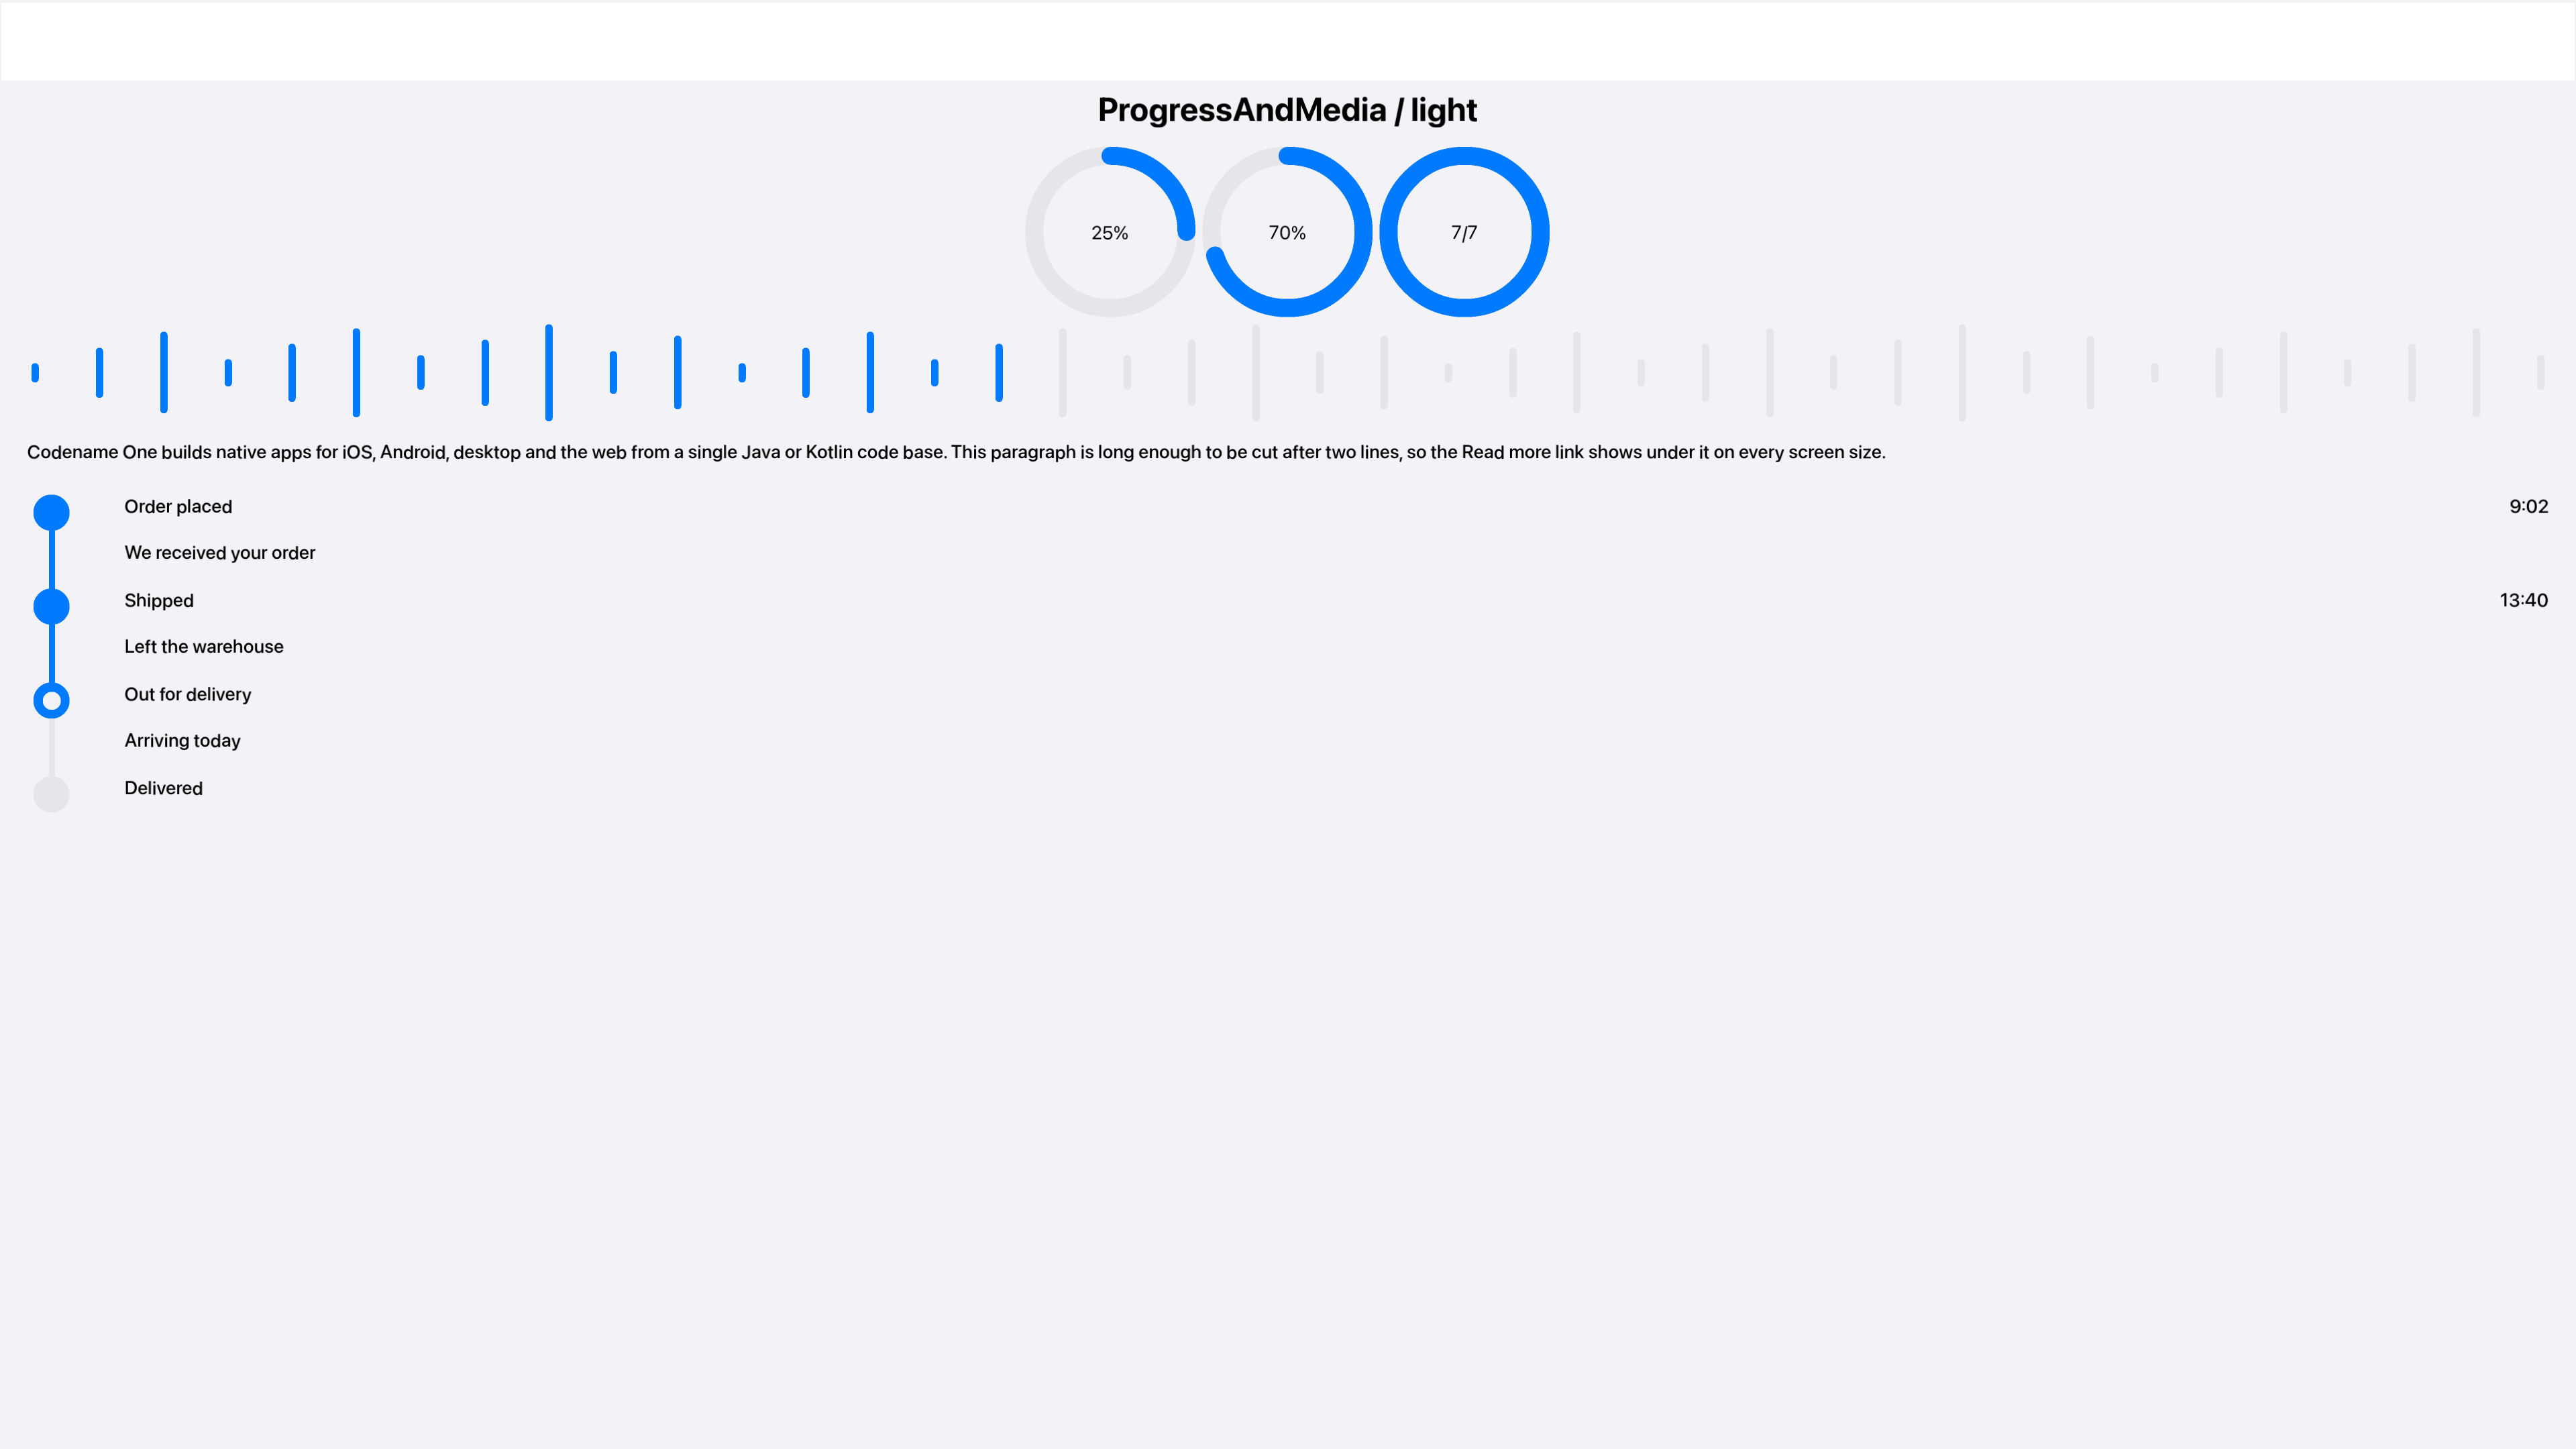 ProgressAndMedia / light
25%
70%
7/7
Codename One builds native apps for iOS, Android, desktop and the web from a single Java or Kotlin code base. This paragraph is long enough to be cut after two lines, so the Read more link shows under it on every screen size.
Order placed
9:02
We received your order
Shipped
13:40
Left the warehouse
Out for delivery
Arriving today
Delivered